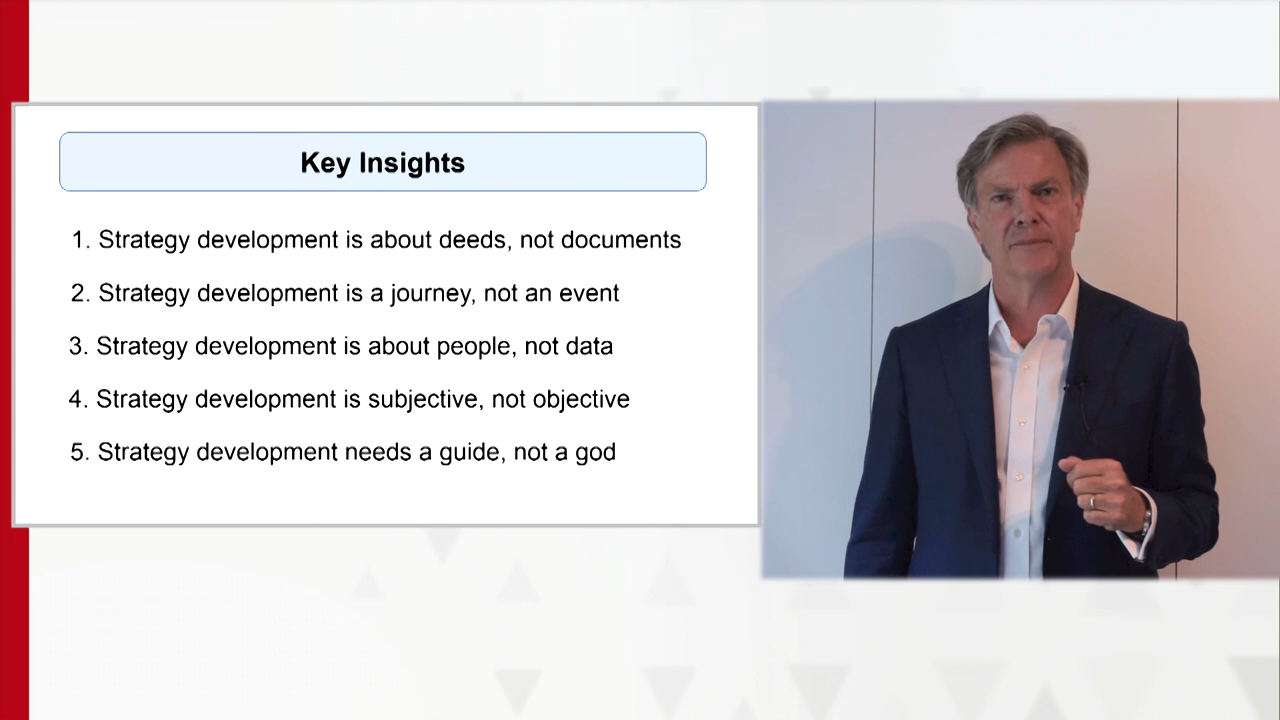 Key Insights
1. Strategy development is about deeds, not documents
2. Strategy development is a journey, not an event
3. Strategy development is about people, not data
4. Strategy development is subjective, not objective
5. Strategy development needs a guide, not a god